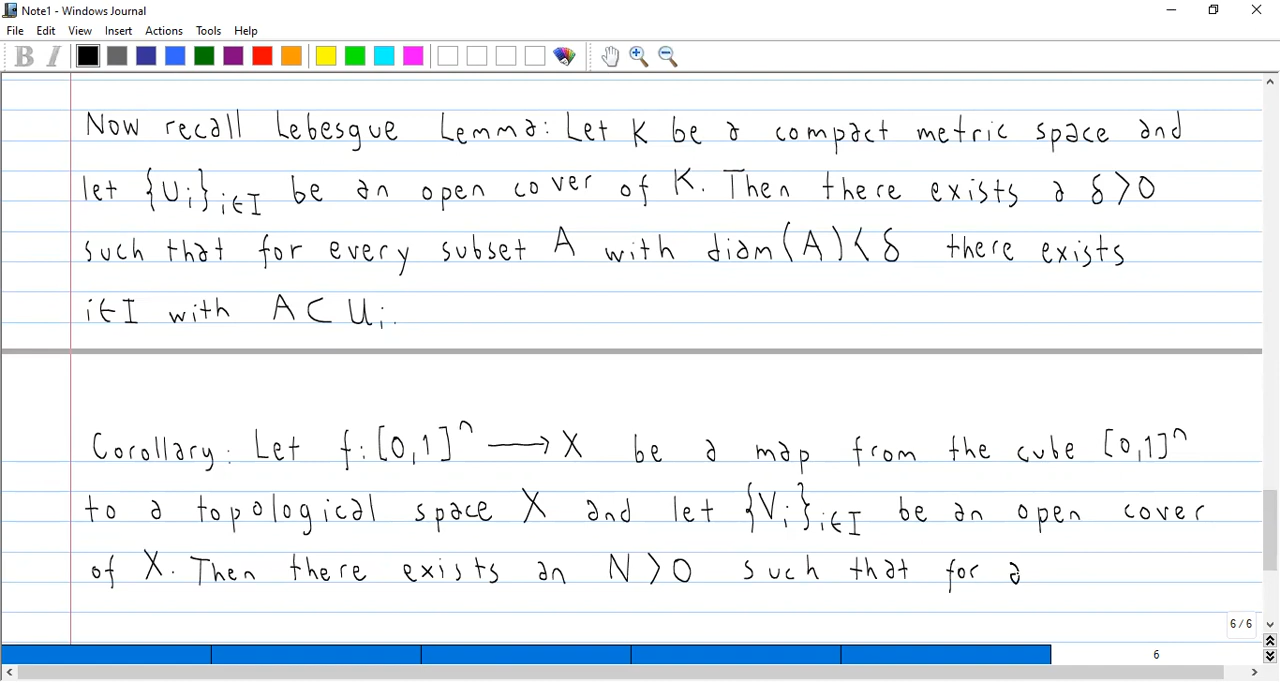 Note1 - Windows Journal
File Edit View Insert Actions Tools Help
B I
Now recall Lebesgue Lemma: Let K be a compact metric space and
let {Ui}i∈I be an open cover of K. Then there exists a δ>0
such that for every subset A with diam(A)<δ there exists
i∈I with A⊂Ui.
Corollary: Let f:[0,1]ⁿ ⟶ X be a map from the cube [0,1]ⁿ
to a topological space X and let {Vi}i∈I be an open cover
of X. Then there exists an N>0 such that for a
6 / 6
6